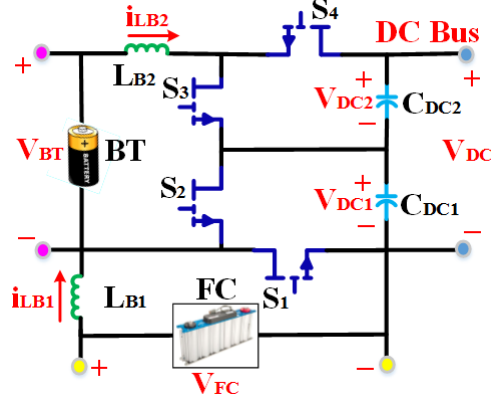 iLB2
S4
DC Bus
+
LB2
+
S3
VDC2
CDC2
+
−
VBT
+
BATTERY
BT
VDC
S2
+
VDC1
CDC1
−
−
−
iLB1
LB1
FC
S1
+
VFC
−